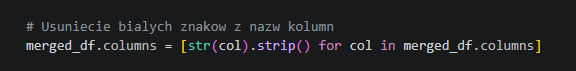 # Usuniecie bialych znakow z nazw kolumn
merged_df.columns = [str(col).strip() for col in merged_df.columns]